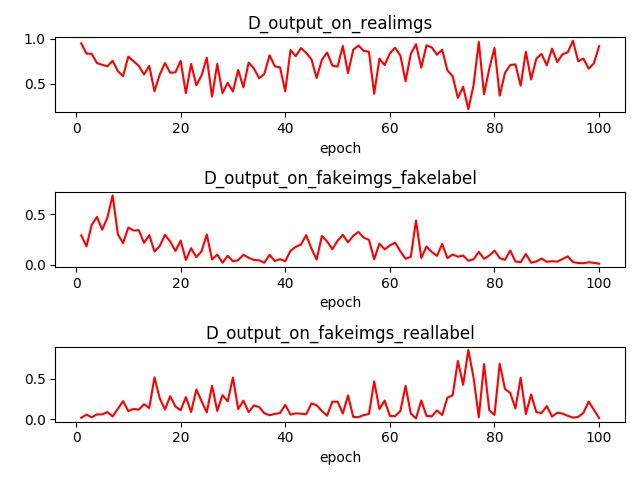 D_output_on_realimgs
1.0
0.5
0 20 40 60 80 100
epoch
D_output_on_fakeimgs_fakelabel
0.5
0.0
0 20 40 60 80 100
epoch
D_output_on_fakeimgs_reallabel
0.5
0.0
0 20 40 60 80 100
epoch